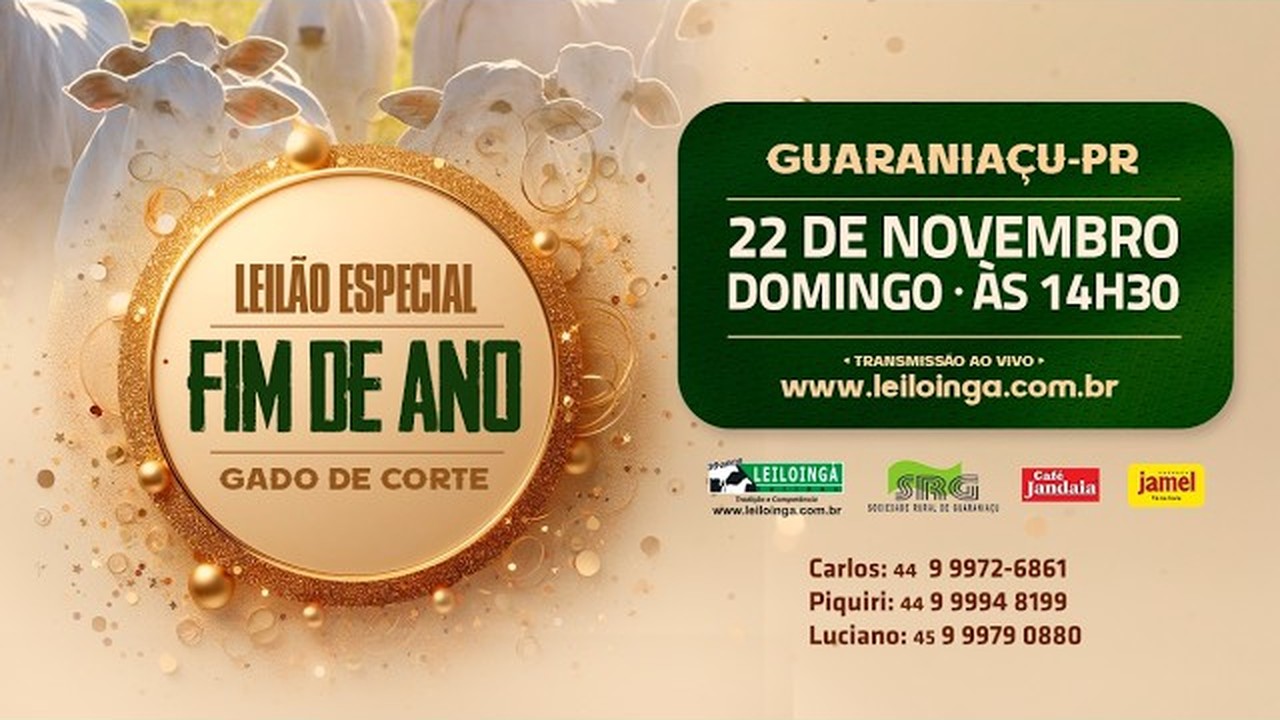 LEILÃO ESPECIAL
FIM DE ANO
GADO DE CORTE
GUARANIAÇU-PR
22 DE NOVEMBRO
DOMINGO · ÀS 14H30
TRANSMISSÃO AO VIVO
www.leiloinga.com.br
LEILOINGÁ
Tradição e Competência
www.leiloinga.com.br
SRG
SOCIEDADE RURAL DE GUARANIAÇU
Café
Jandaia
jamel
Carlos: 44 9 9972-6861
Piquiri: 44 9 9994 8199
Luciano: 45 9 9979 0880